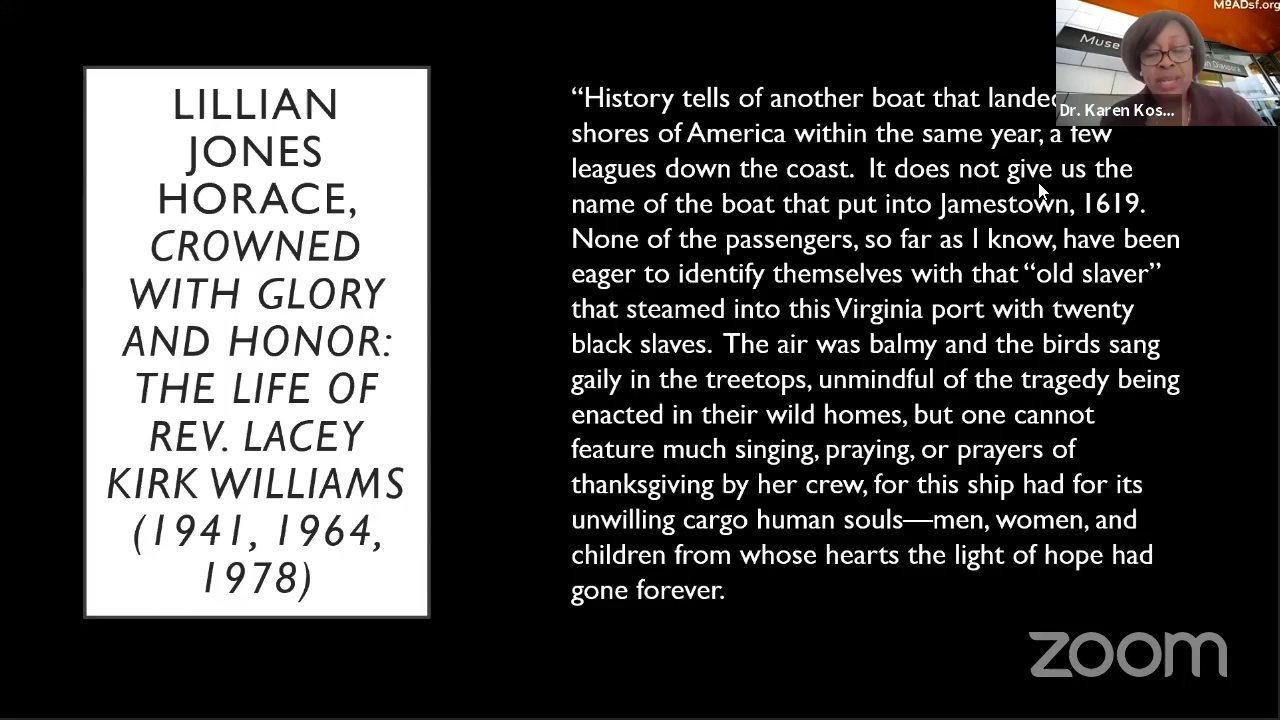 MoADsf.org
Muse
Dr. Karen Kos...
LILLIAN
JONES
HORACE,
CROWNED
WITH GLORY
AND HONOR:
THE LIFE OF
REV. LACEY
KIRK WILLIAMS
(1941, 1964,
1978)
“History tells of another boat that lande
shores of America within the same year, a few
leagues down the coast.  It does not give us the
name of the boat that put into Jamestown, 1619.
None of the passengers, so far as I know, have been
eager to identify themselves with that “old slaver”
that steamed into this Virginia port with twenty
black slaves.  The air was balmy and the birds sang
gaily in the treetops, unmindful of the tragedy being
enacted in their wild homes, but one cannot
feature much singing, praying, or prayers of
thanksgiving by her crew, for this ship had for its
unwilling cargo human souls—men, women, and
children from whose hearts the light of hope had
gone forever.
zoom